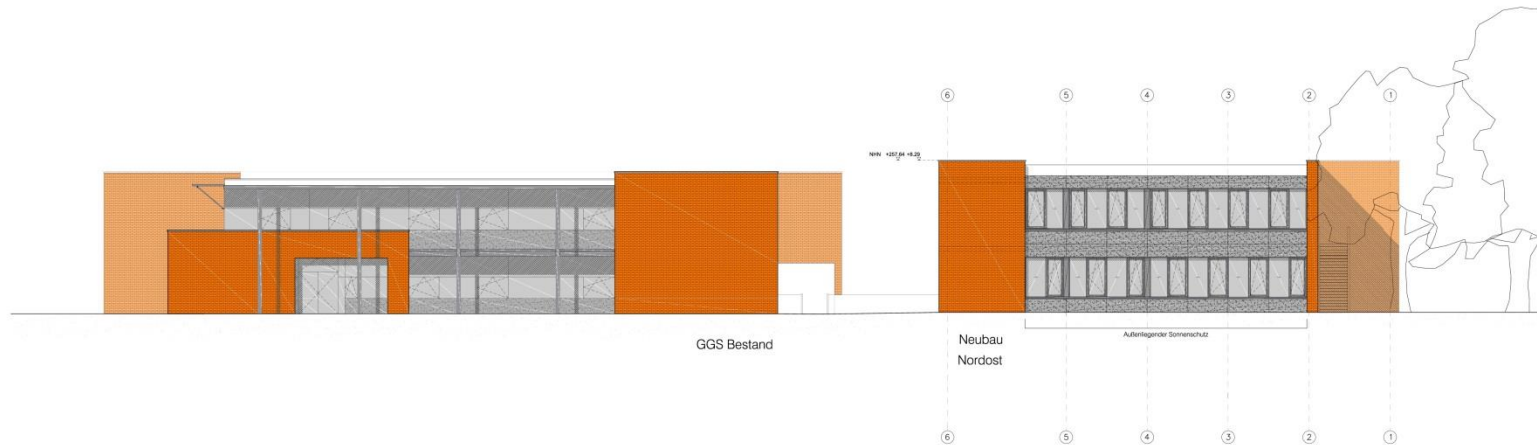 6 5 4 3 2 1
NHN +257.64 +8.29
GGS Bestand
Neubau
Nordost
Außenliegender Sonnenschutz
6 5 4 3 2 1